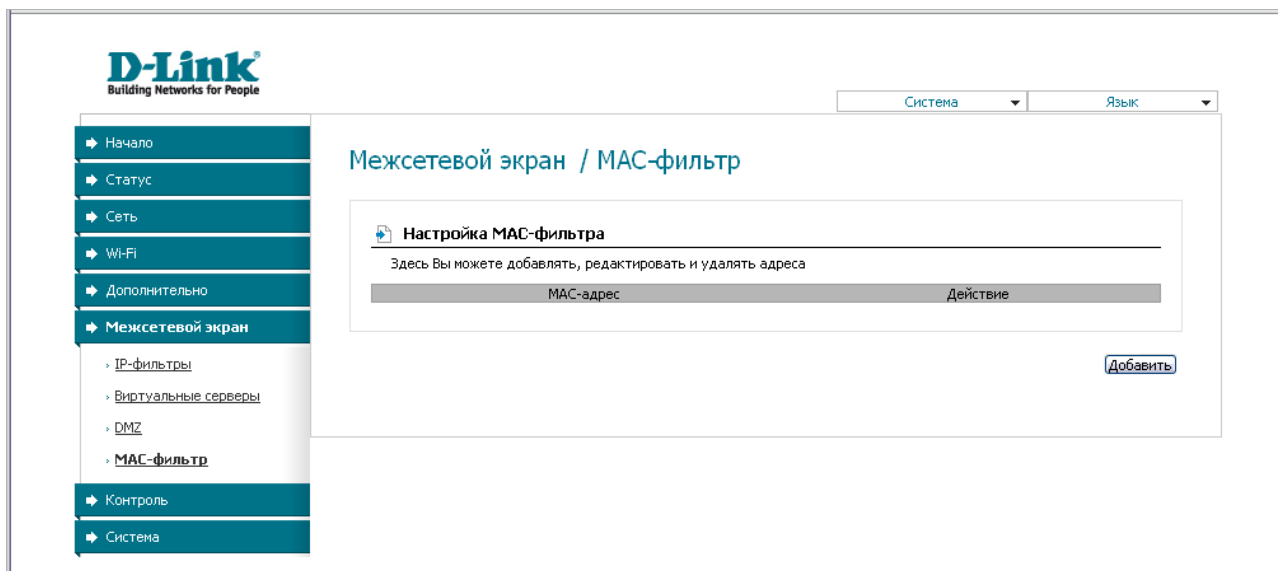 D-Link
Building Networks for People
Система
Язык
Начало
Статус
Сеть
Wi-Fi
Дополнительно
Межсетевой экран
IP-фильтры
Виртуальные серверы
DMZ
MAC-фильтр
Контроль
Система
Межсетевой экран / MAC-фильтр
Настройка MAC-фильтра
Здесь Вы можете добавлять, редактировать и удалять адреса
MAC-адрес Действие
Добавить